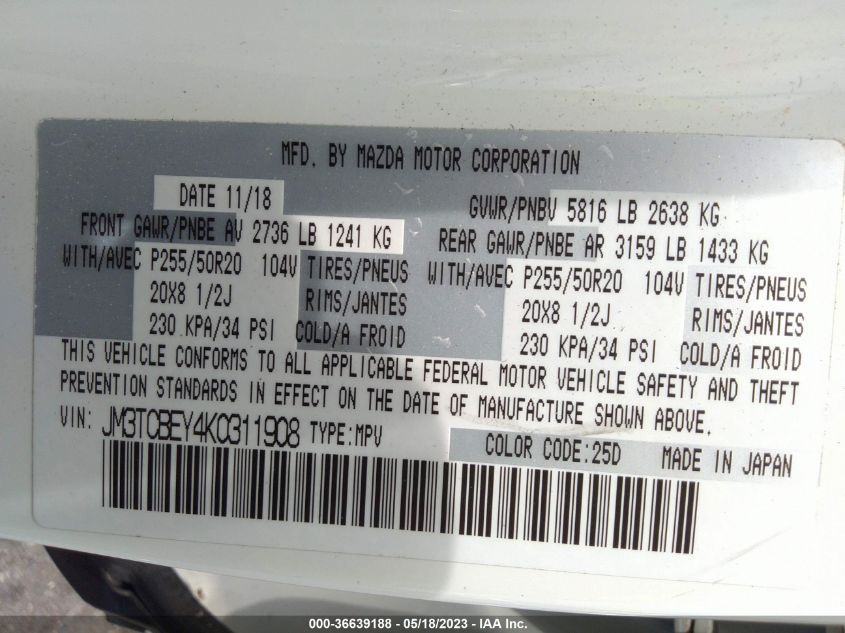 MFD. BY MAZDA MOTOR CORPORATION
DATE 11/18
GVWR/PNBV 5816 LB 2638 KG
FRONT GAWR/PNBE AV 2736 LB 1241 KG
REAR GAWR/PNBE AR 3159 LB 1433 KG
WITH/AVEC P255/50R20 104V TIRES/PNEUS
WITH/AVEC P255/50R20 104V TIRES/PNEUS
20X8 1/2J RIMS/JANTES
20X8 1/2J RIMS/JANTES
230 KPA/34 PSI COLD/A FROID
230 KPA/34 PSI COLD/A FROID
THIS VEHICLE CONFORMS TO ALL APPLICABLE FEDERAL MOTOR VEHICLE SAFETY AND THEFT
PREVENTION STANDARDS IN EFFECT ON THE DATE OF MANUFACTURE SHOWN ABOVE.
VIN: JM3TCBEY4K0311908 TYPE:MPV
COLOR CODE:25D MADE IN JAPAN
000-36639188 - 05/18/2023 - IAA Inc.